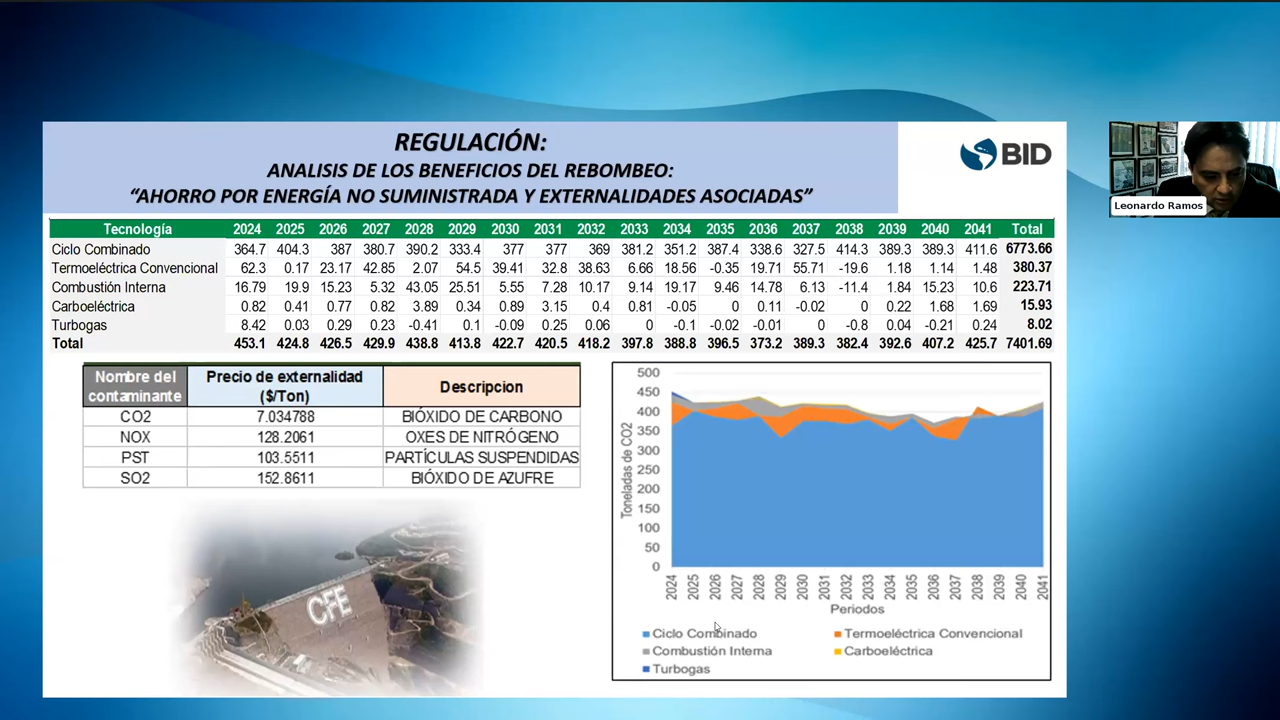 REGULACIÓN:
ANALISIS DE LOS BENEFICIOS DEL REBOMBEO:
“AHORRO POR ENERGÍA NO SUMINISTRADA Y EXTERNALIDADES ASOCIADAS”
BID
Leonardo Ramos
Tecnología 2024 2025 2026 2027 2028 2029 2030 2031 2032 2033 2034 2035 2036 2037 2038 2039 2040 2041 Total
Ciclo Combinado 364.7 404.3 387 380.7 390.2 333.4 377 377 369 381.2 351.2 387.4 338.6 327.5 414.3 389.3 389.3 411.6 6773.66
Termoeléctrica Convencional 62.3 0.17 23.17 42.85 2.07 54.5 39.41 32.8 38.63 6.66 18.56 -0.35 19.71 55.71 -19.6 1.18 1.14 1.48 380.37
Combustión Interna 16.79 19.9 15.23 5.32 43.05 25.51 5.55 7.28 10.17 9.14 19.17 9.46 14.78 6.13 -11.4 1.84 15.23 10.6 223.71
Carboeléctrica 0.82 0.41 0.77 0.82 3.89 0.34 0.89 3.15 0.4 0.81 -0.05 0 0.11 -0.02 0 0.22 1.68 1.69 15.93
Turbogas 8.42 0.03 0.29 0.23 -0.41 0.1 -0.09 0.25 0.06 0 -0.1 -0.02 -0.01 0 -0.8 0.04 -0.21 0.24 8.02
Total 453.1 424.8 426.5 429.9 438.8 413.8 422.7 420.5 418.2 397.8 388.8 396.5 373.2 389.3 382.4 392.6 407.2 425.7 7401.69
Nombre del contaminante Precio de externalidad ($/Ton) Descripcion
CO2 7.034788 BIÓXIDO DE CARBONO
NOX 128.2061 OXES DE NITRÓGENO
PST 103.5511 PARTÍCULAS SUSPENDIDAS
SO2 152.8611 BIÓXIDO DE AZUFRE
CFE
Toneladas de CO2
500
450
400
350
300
250
200
150
100
50
0
2024 2025 2026 2027 2028 2029 2030 2031 2032 2033 2034 2035 2036 2037 2038 2039 2040 2041
Periodos
Ciclo Combinado Termoeléctrica Convencional
Combustión Interna Carboeléctrica
Turbogas